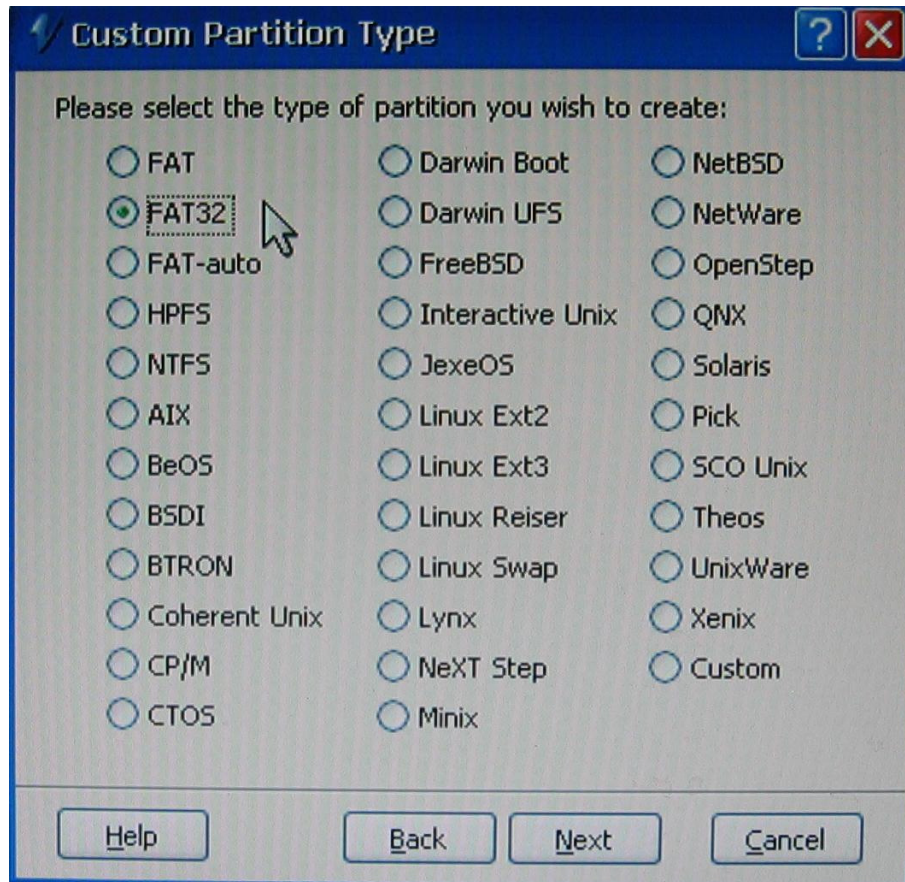 Custom Partition Type
Please select the type of partition you wish to create:
FAT
FAT32
FAT-auto
HPFS
NTFS
AIX
BeOS
BSDI
BTRON
Coherent Unix
CP/M
CTOS
Darwin Boot
Darwin UFS
FreeBSD
Interactive Unix
JexeOS
Linux Ext2
Linux Ext3
Linux Reiser
Linux Swap
Lynx
NeXT Step
Minix
NetBSD
NetWare
OpenStep
QNX
Solaris
Pick
SCO Unix
Theos
UnixWare
Xenix
Custom
Help
Back
Next
Cancel